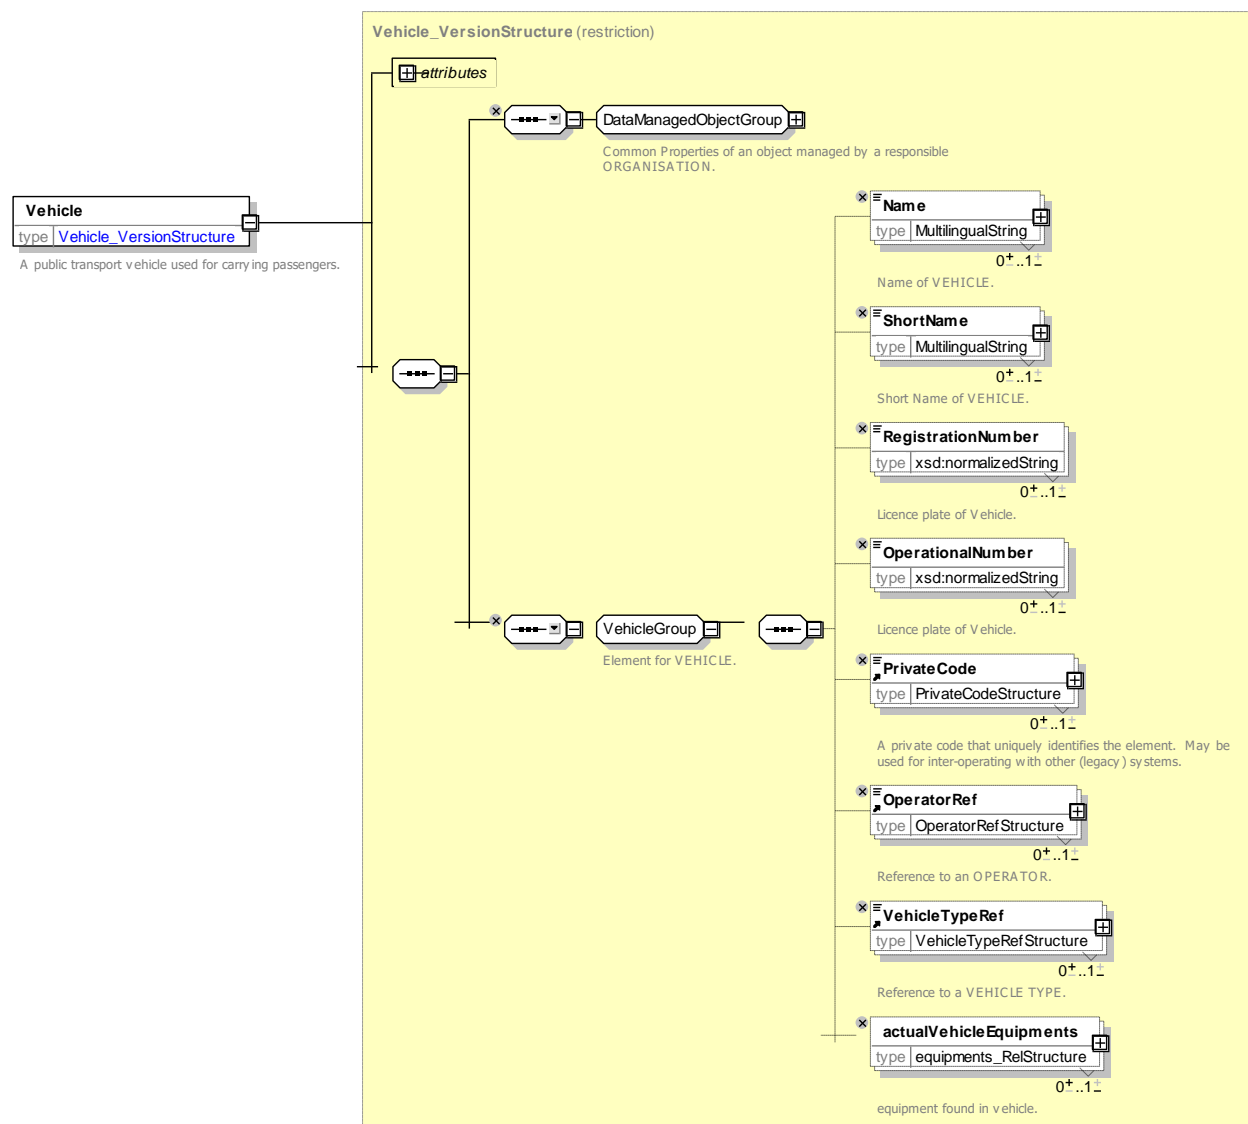 Vehicle_VersionStructure (restriction)
attributes
DataManagedObjectGroup
Common Properties of an object managed by a responsible
ORGANISATION.
Vehicle
type Vehicle_VersionStructure
A public transport vehicle used for carrying passengers.
Name
type MultilingualString
0..1
Name of VEHICLE.
ShortName
type MultilingualString
0..1
Short Name of VEHICLE.
RegistrationNumber
type xsd:normalizedString
0..1
Licence plate of Vehicle.
OperationalNumber
type xsd:normalizedString
0..1
Licence plate of Vehicle.
VehicleGroup
Element for VEHICLE.
PrivateCode
type PrivateCodeStructure
0..1
A private code that uniquely identifies the element. May be
used for inter-operating with other (legacy) systems.
OperatorRef
type OperatorRefStructure
0..1
Reference to an OPERATOR.
VehicleTypeRef
type VehicleTypeRefStructure
0..1
Reference to a VEHICLE TYPE.
actualVehicleEquipments
type equipments_RelStructure
0..1
equipment found in vehicle.